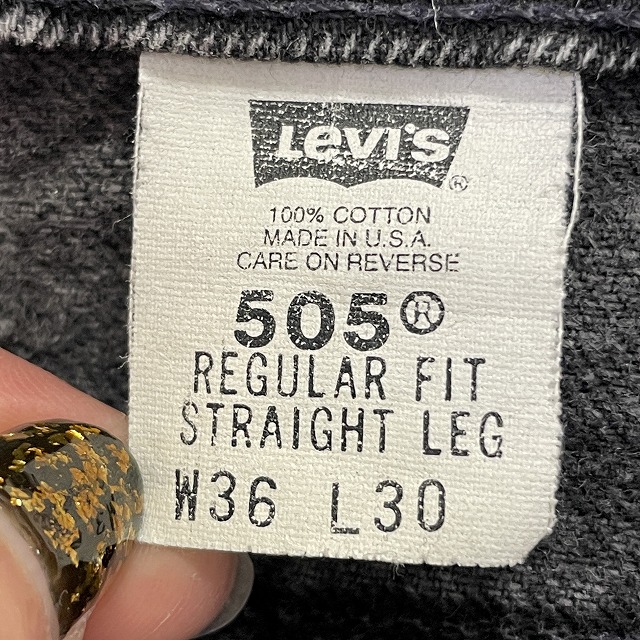 Levi's ®
100% COTTON
MADE IN U.S.A.
CARE ON REVERSE
505®
REGULAR FIT
STRAIGHT LEG
W36 L30